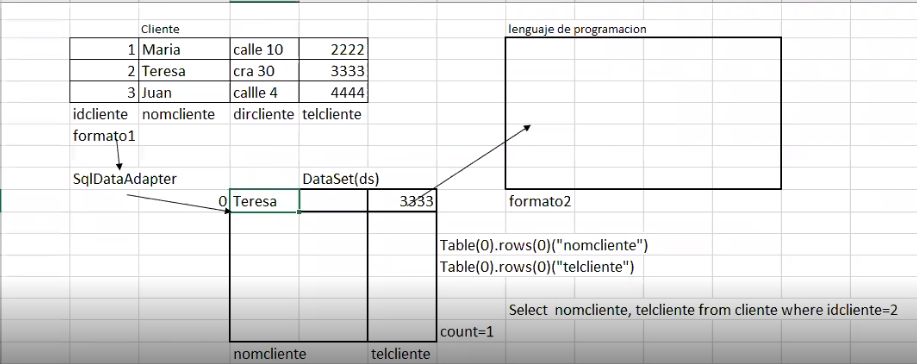 Cliente
lenguaje de programacion
1 Maria calle 10 2222
2 Teresa cra 30 3333
3 Juan callle 4 4444
idcliente nomcliente dircliente telcliente
formato1
SqlDataAdapter DataSet(ds)
0 Teresa 3333
formato2
Table(0).rows(0)("nomcliente")
Table(0).rows(0)("telcliente")
Select nomcliente, telcliente from cliente where idcliente=2
count=1
nomcliente telcliente